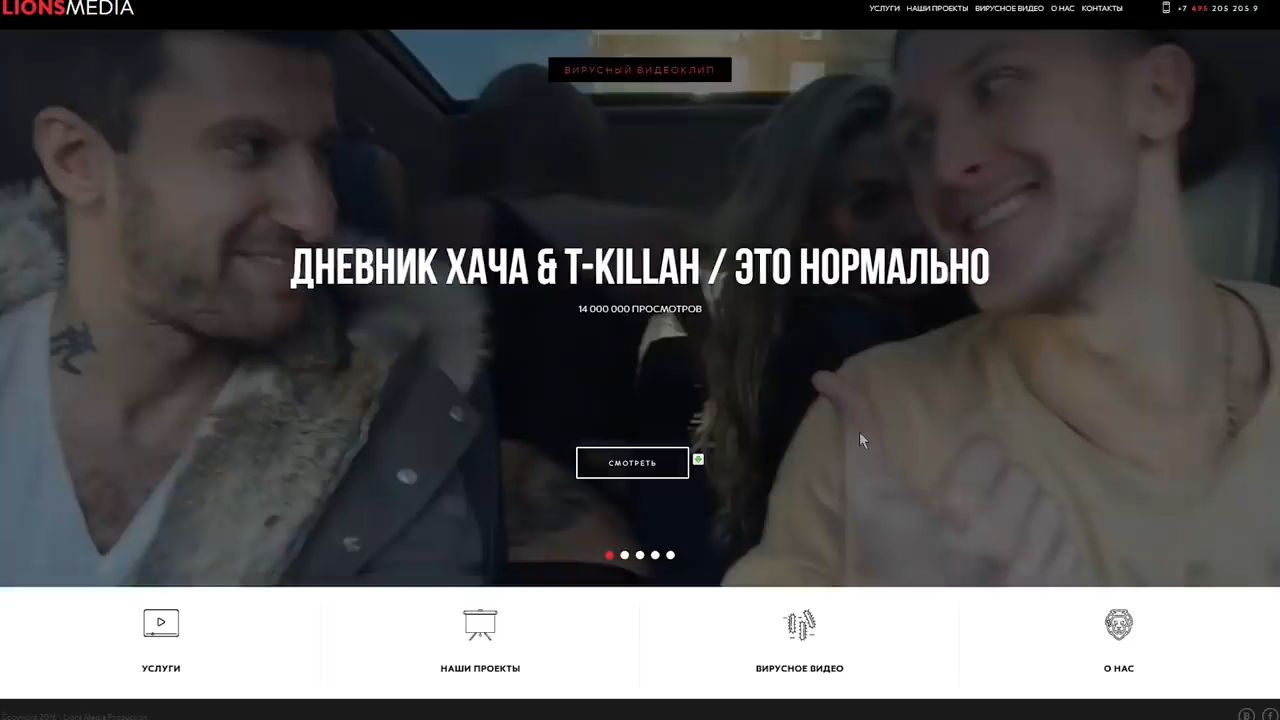 LIONSMEDIA
УСЛУГИ НАШИ ПРОЕКТЫ ВИРУСНОЕ ВИДЕО О НАС КОНТАКТЫ +7 495 205 205 9
ВИРУСНЫЙ ВИДЕОКЛИП
ДНЕВНИК ХАЧА & T-KILLAH / ЭТО НОРМАЛЬНО
14 000 000 ПРОСМОТРОВ
СМОТРЕТЬ
УСЛУГИ НАШИ ПРОЕКТЫ ВИРУСНОЕ ВИДЕО О НАС